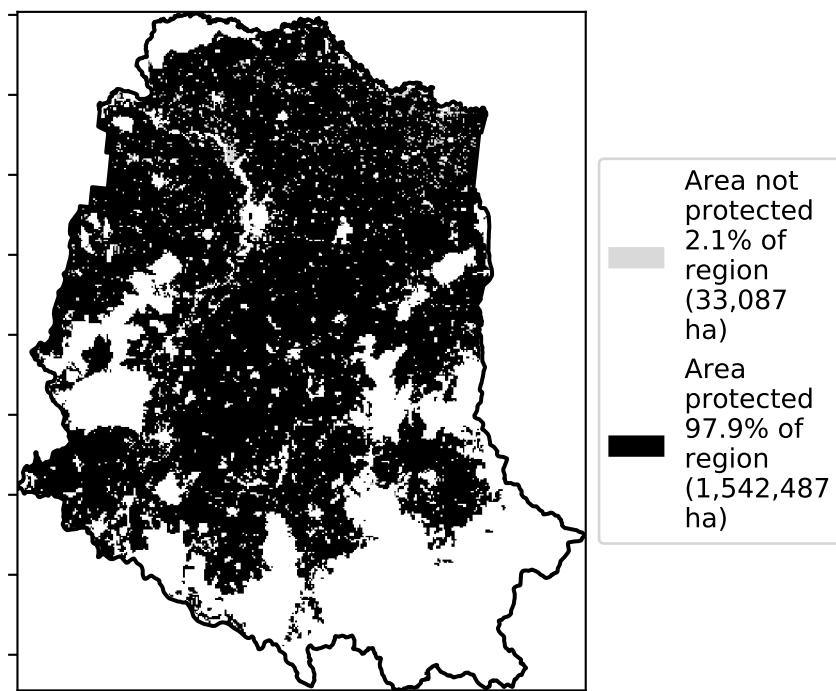 Area not
protected
2.1% of
region
(33,087
ha)
Area
protected
97.9% of
region
(1,542,487
ha)